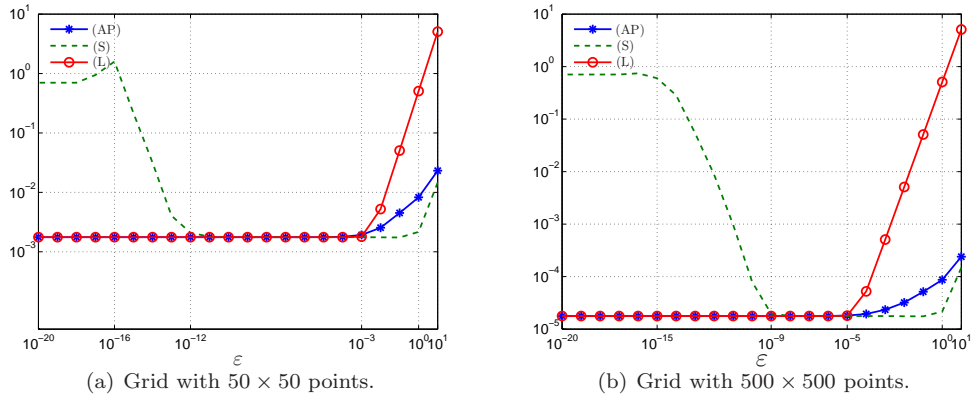 10^1
10^0
10^-1
10^-2
10^-3
(AP)
(S)
(L)
10^-20 10^-16 10^-12 10^-3 10^0 10^1
ε
(a) Grid with 50 × 50 points.
10^1
10^0
10^-1
10^-2
10^-3
10^-4
10^-5
(AP)
(S)
(L)
10^-20 10^-15 10^-9 10^-5 10^0 10^1
ε
(b) Grid with 500 × 500 points.